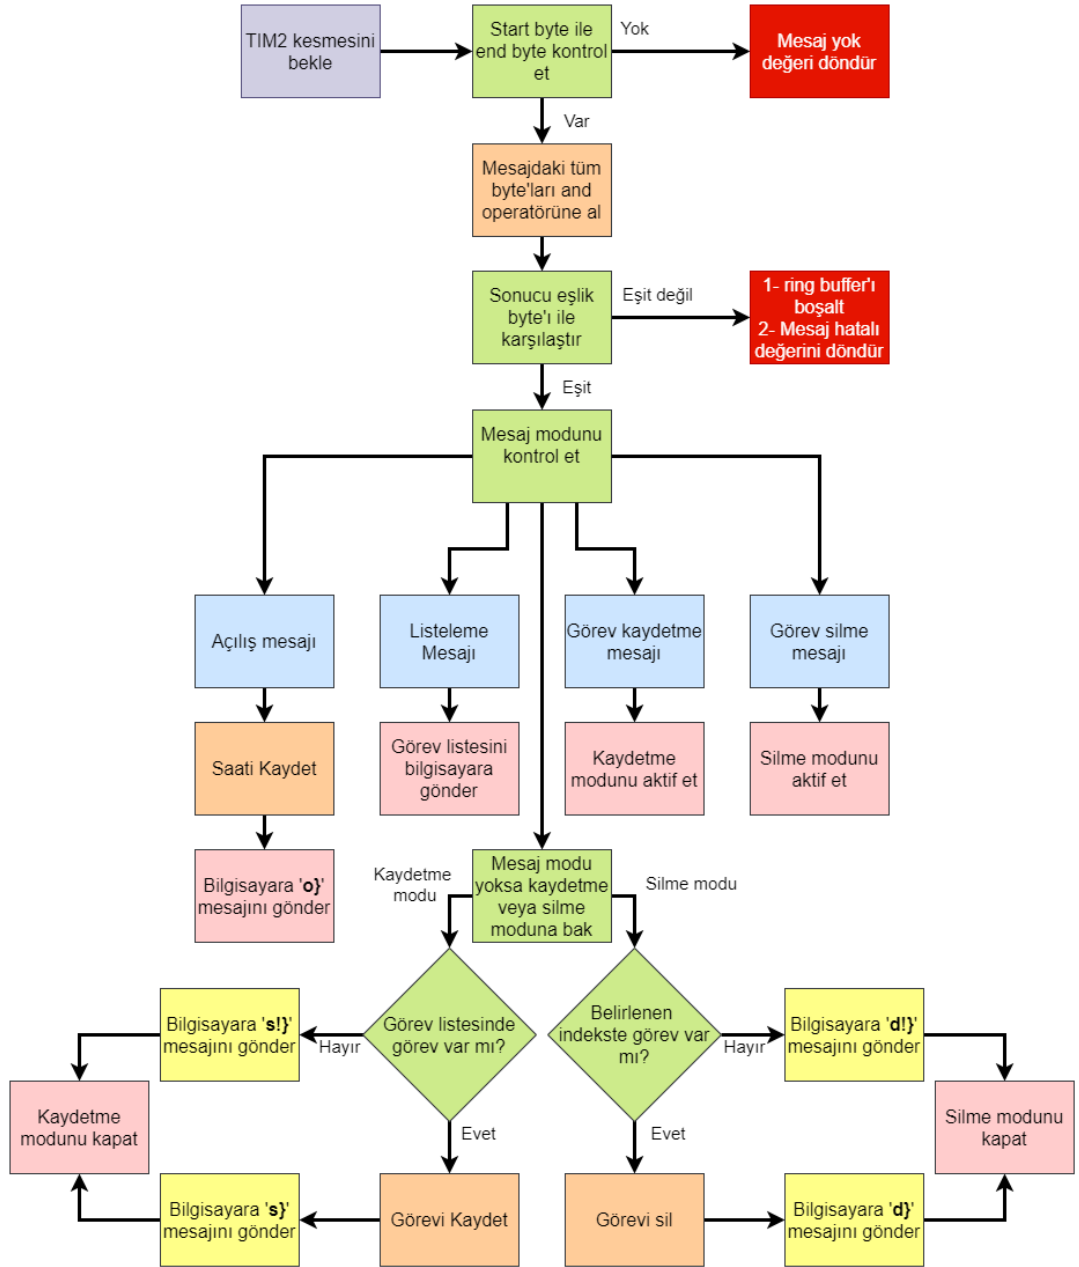 TIM2 kesmesini
bekle
Start byte ile
end byte kontrol
et
Yok
Mesaj yok
değeri döndür
Var
Mesajdaki tüm
byte'ları and
operatörüne al
Sonucu eşlik
byte'ı ile
karşılaştır
Eşit değil
1- ring buffer'ı
boşalt
2- Mesaj hatalı
değerini döndür
Eşit
Mesaj modunu
kontrol et
Açılış mesajı
Listeleme
Mesajı
Görev kaydetme
mesajı
Görev silme
mesajı
Saati Kaydet
Görev listesini
bilgisayara
gönder
Kaydetme
modunu aktif et
Silme modunu
aktif et
Bilgisayara 'o}'
mesajını gönder
Kaydetme
modu
Mesaj modu
yoksa kaydetme
veya silme
moduna bak
Silme modu
Bilgisayara 's!}'
mesajını gönder
Hayır
Görev listesinde
görev var mı?
Belirlenen
indekste görev var
mı?
Hayır
Bilgisayara 'd!}'
mesajını gönder
Kaydetme
modunu kapat
Silme modunu
kapat
Evet
Evet
Bilgisayara 's}'
mesajını gönder
Görevi Kaydet
Görevi sil
Bilgisayara 'd}'
mesajını gönder